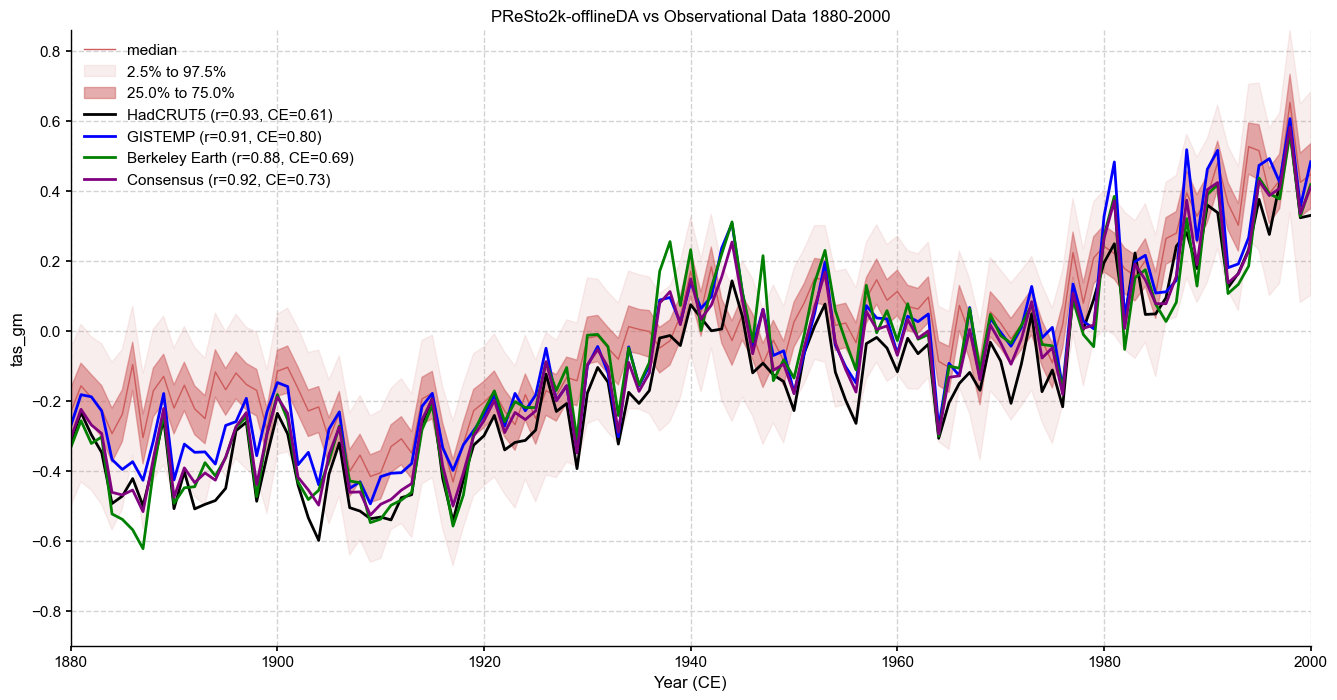 PReSto2k-offlineDA vs Observational Data 1880-2000
median
2.5% to 97.5%
25.0% to 75.0%
HadCRUT5 (r=0.93, CE=0.61)
GISTEMP (r=0.91, CE=0.80)
Berkeley Earth (r=0.88, CE=0.69)
Consensus (r=0.92, CE=0.73)
tas_gm
0.8
0.6
0.4
0.2
0.0
−0.2
−0.4
−0.6
−0.8
1880 1900 1920 1940 1960 1980 2000
Year (CE)